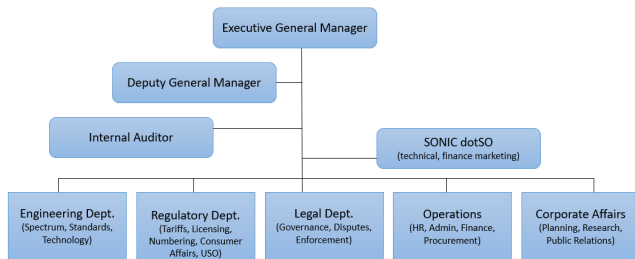 Executive General Manager
Deputy General Manager
Internal Auditor
SONIC dotSO
(technical, finance marketing)
Engineering Dept.
(Spectrum, Standards,
Technology)
Regulatory Dept.
(Tariffs, Licensing,
Numbering, Consumer
Affairs, USO)
Legal Dept.
(Governance, Disputes,
Enforcement)
Operations
(HR, Admin, Finance,
Procurement)
Corporate Affairs
(Planning, Research,
Public Relations)